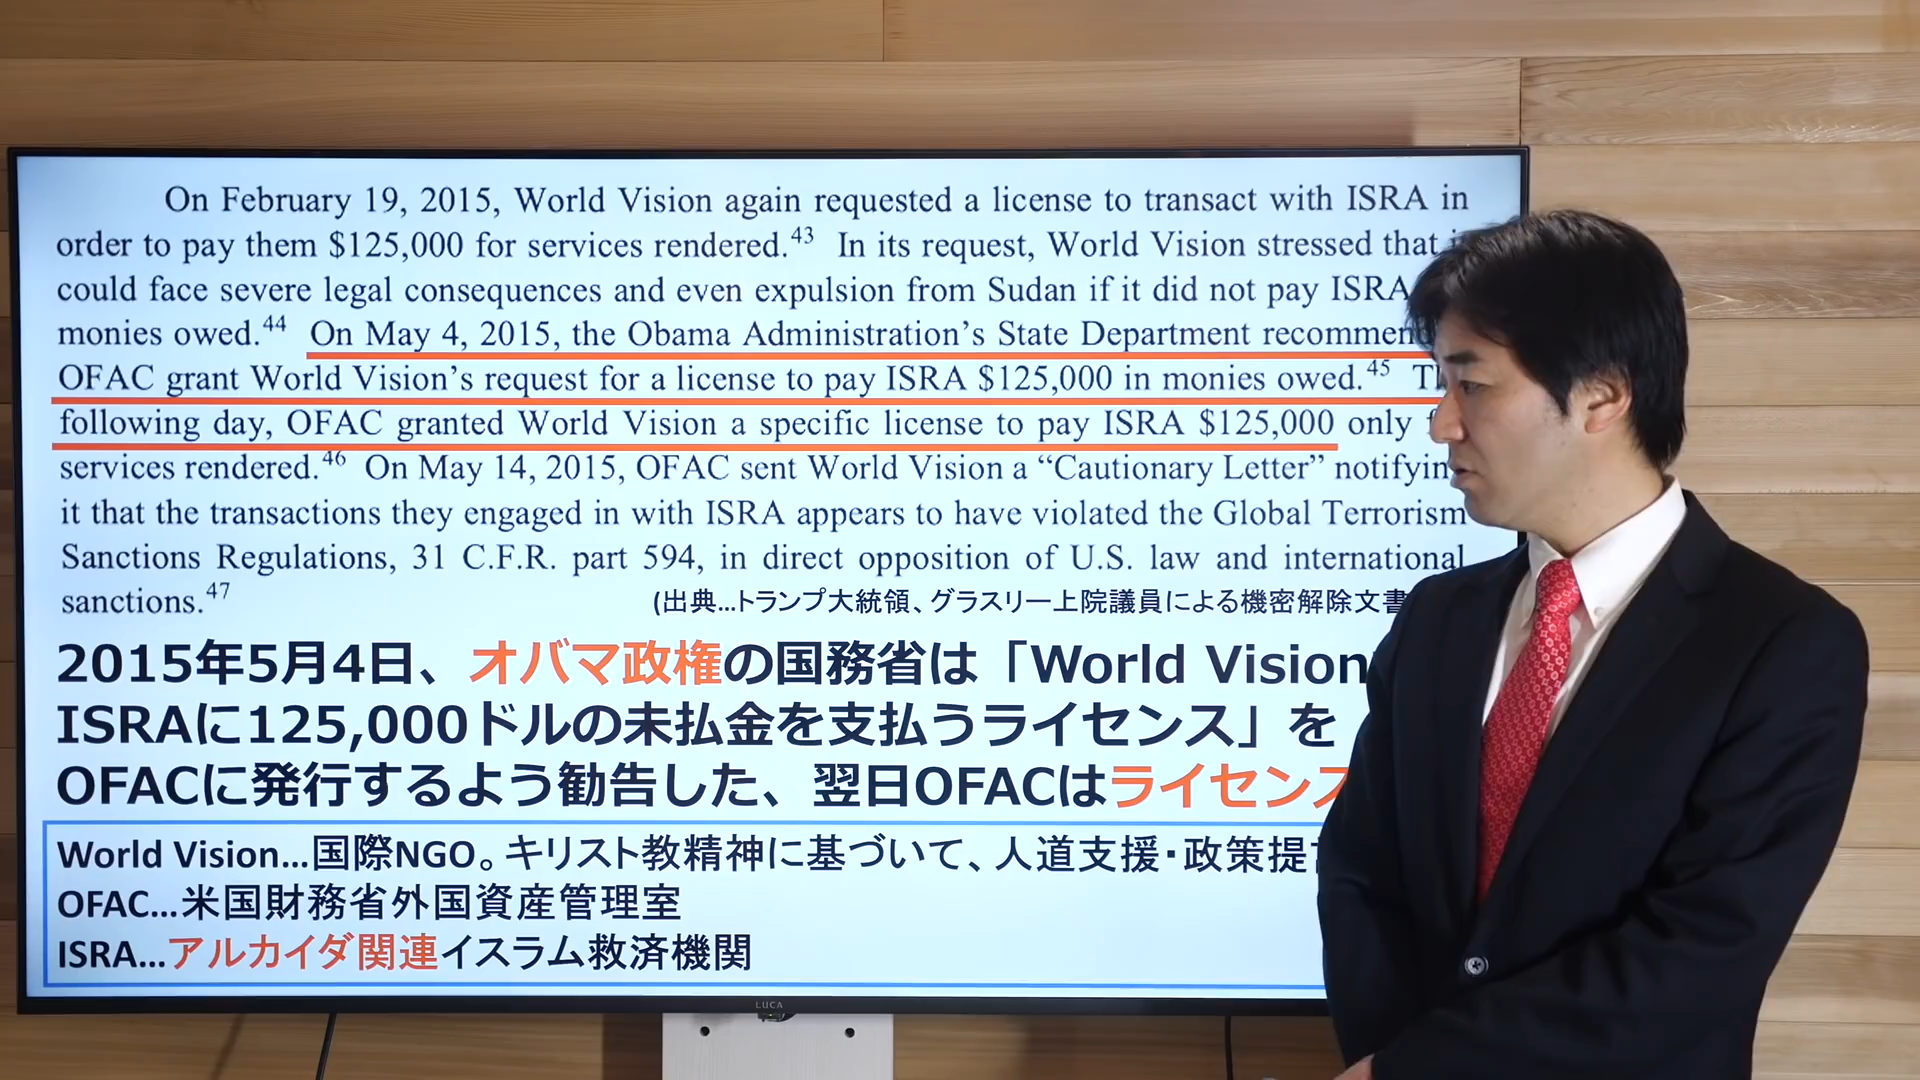 On February 19, 2015, World Vision again requested a license to transact with ISRA in
order to pay them $125,000 for services rendered.43 In its request, World Vision stressed that
could face severe legal consequences and even expulsion from Sudan if it did not pay ISRA
monies owed.44 On May 4, 2015, the Obama Administration's State Department
OFAC grant World Vision's request for a license to pay ISRA $125,000 in monies owed.45
following day, OFAC granted World Vision a specific license to pay ISRA $125,000 only
services rendered.46 On May 14, 2015, OFAC sent World Vision a “Cautionary Letter”
it that the transactions they engaged in with ISRA appears to have violated the Global Terrorism
Sanctions Regulations, 31 C.F.R. part 594, in direct opposition of U.S. law and international
sanctions.47
(出典...トランプ大統領、グラスリー上院議員による機密解除文書
2015年5月4日、オバマ政権の国務省は「World Vision
ISRAに125,000ドルの未払金を支払うライセンス」を
OFACに発行するよう勧告した、翌日OFACはライセンス
World Vision...国際NGO。キリスト教精神に基づいて、人道支援・政策提
OFAC...米国財務省外国資産管理室
ISRA...アルカイダ関連イスラム救済機関
LUCA